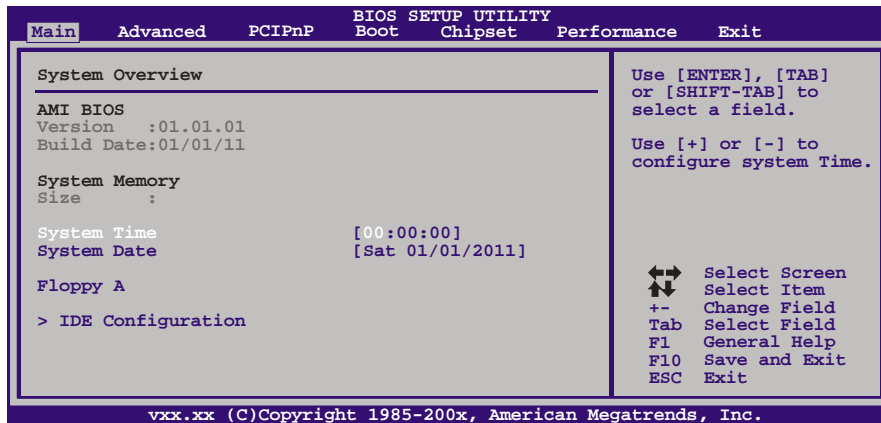 BIOS SETUP UTILITY
Main Advanced PCIPnP Boot Chipset Performance Exit
System Overview
AMI BIOS
Version :01.01.01
Build Date:01/01/11
System Memory
Size :
System Time [00:00:00]
System Date [Sat 01/01/2011]
Floppy A
> IDE Configuration
Use [ENTER], [TAB]
or [SHIFT-TAB] to
select a field.
Use [+] or [-] to
configure system Time.
Select Screen
Select Item
+- Change Field
Tab Select Field
F1 General Help
F10 Save and Exit
ESC Exit
vxx.xx (C)Copyright 1985-200x, American Megatrends, Inc.